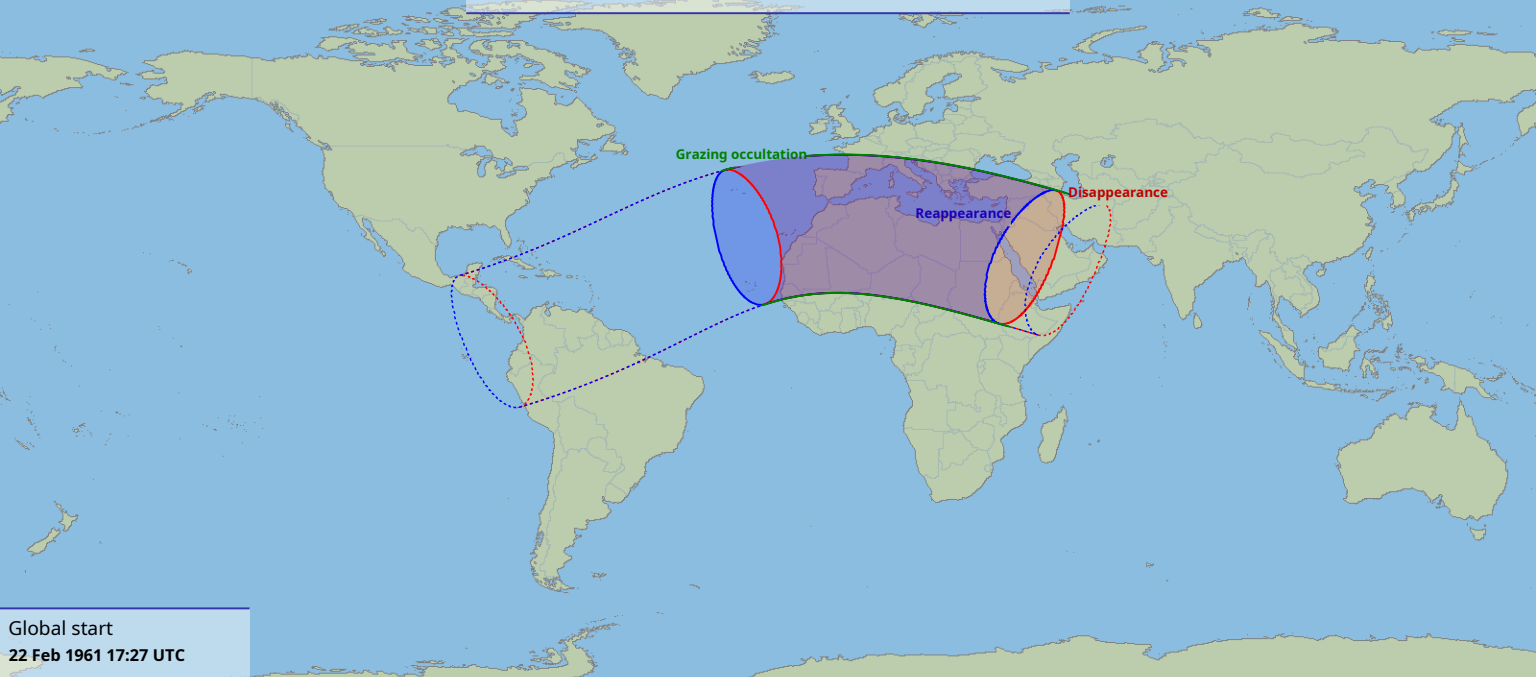 Grazing occultation
Disappearance
Reappearance
Global start
22 Feb 1961 17:27 UTC